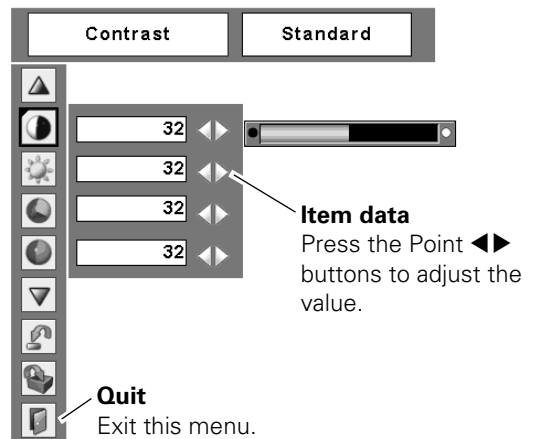 Contrast Standard
32
32
32
32
Item data
Press the Point ◀▶
buttons to adjust the
value.
Quit
Exit this menu.